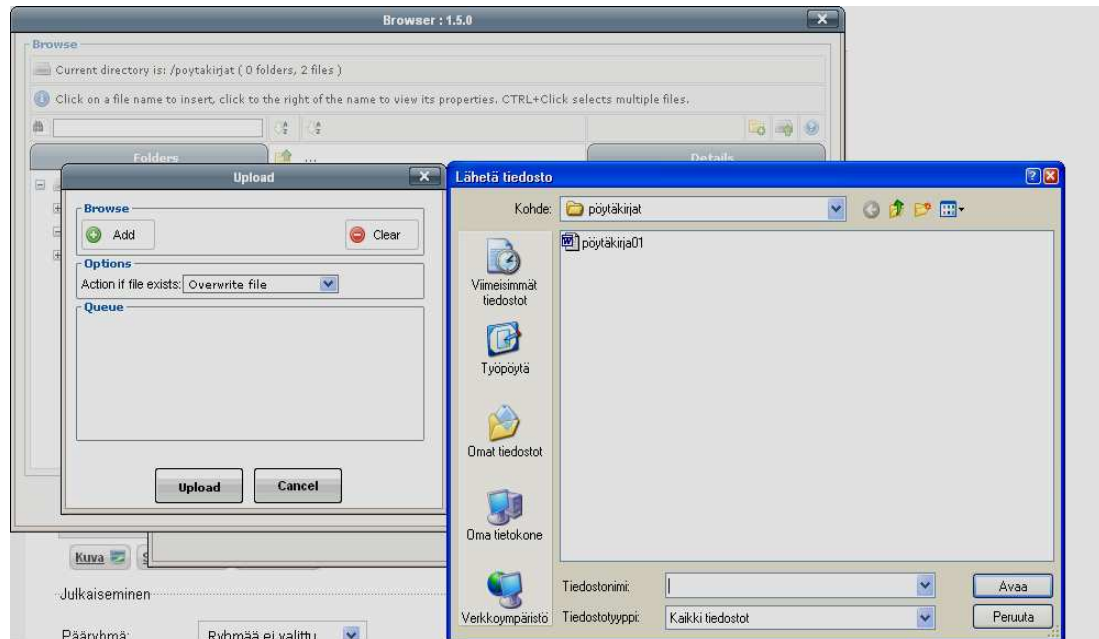 Browser : 1.5.0
Browse
Current directory is: /poytakirjat ( 0 folders, 2 files )
Click on a file name to insert, click to the right of the name to view its properties. CTRL+Click selects multiple files.
Folders
...
Details
Upload
Browse
Add
Clear
Options
Action if file exists: Overwrite file
Queue
Upload
Cancel
Lähetä tiedosto
Kohde: pöytäkirjat
pöytäkirja01
Viimeisimmät
tiedostot
Työpöytä
Omat tiedostot
Oma tietokone
Verkkoympäristö
Tiedostonimi:
Avaa
Tiedostotyyppi: Kaikki tiedostot
Peruuta
Kuva
Julkaiseminen
Pääryhmä: Ryhmää ei valittu